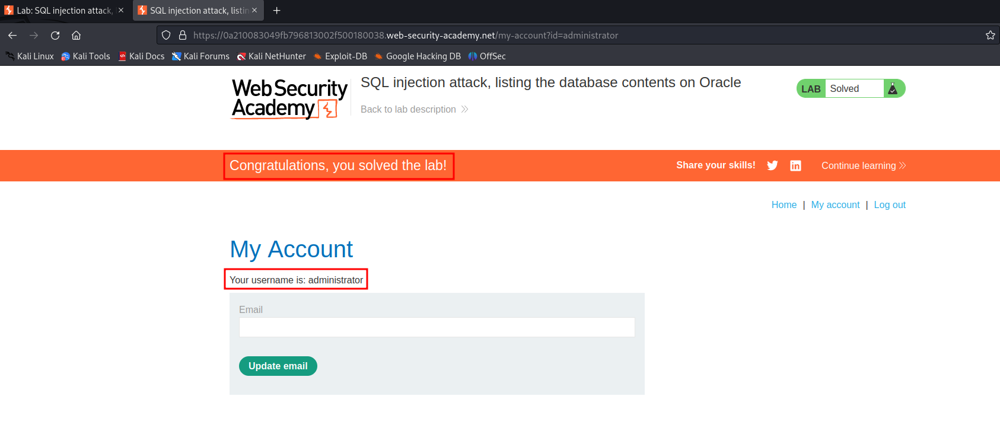 Lab: SQL injection attack,
SQL injection attack, listin
https://0a210083049fb796813002f500180038.web-security-academy.net/my-account?id=administrator
Kali Linux Kali Tools Kali Docs Kali Forums Kali NetHunter Exploit-DB Google Hacking DB OffSec
Web Security
Academy
SQL injection attack, listing the database contents on Oracle
Back to lab description
LAB Solved
Congratulations, you solved the lab!
Share your skills!
Continue learning
Home | My account | Log out
My Account
Your username is: administrator
Email
Update email